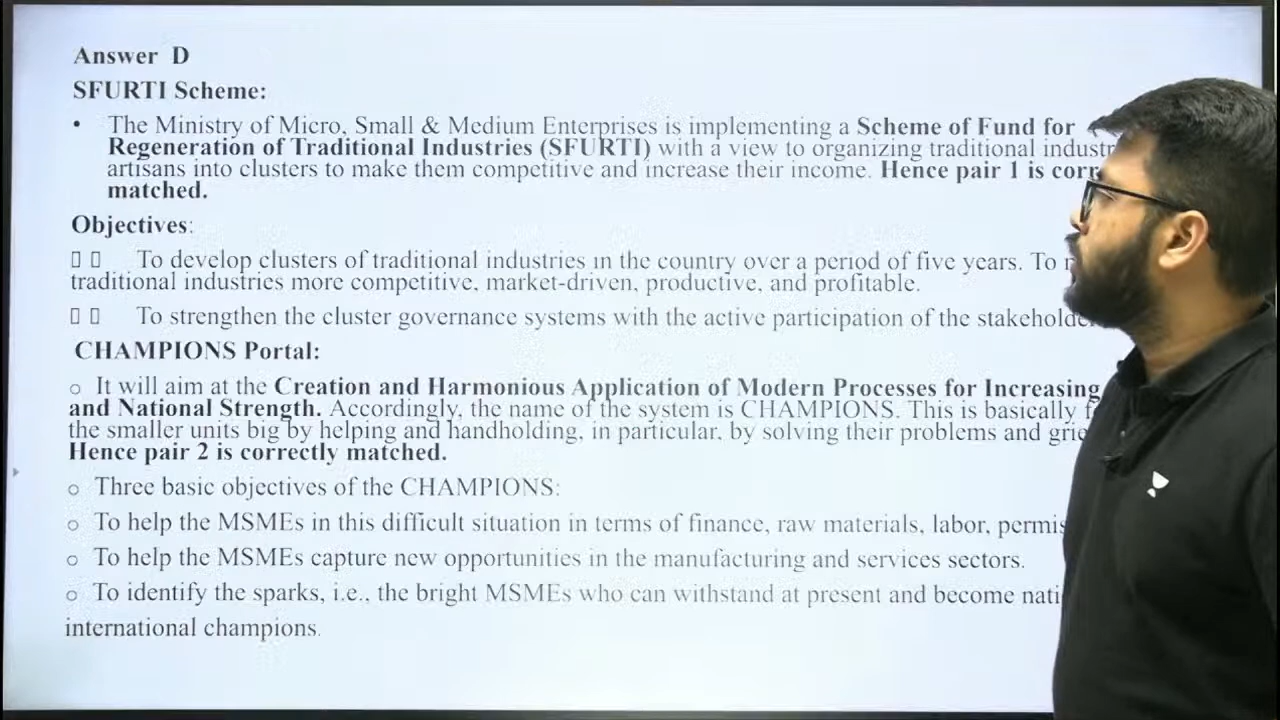 Answer D
SFURTI Scheme:
• The Ministry of Micro, Small & Medium Enterprises is implementing a Scheme of Fund for
Regeneration of Traditional Industries (SFURTI) with a view to organizing traditional
artisans into clusters to make them competitive and increase their income. Hence pair 1 is
matched.
Objectives:
To develop clusters of traditional industries in the country over a period of five years. To
traditional industries more competitive, market-driven, productive, and profitable.
To strengthen the cluster governance systems with the active participation of the
CHAMPIONS Portal:
o It will aim at the Creation and Harmonious Application of Modern Processes for Increasing
and National Strength. Accordingly, the name of the system is CHAMPIONS. This is basically
the smaller units big by helping and handholding, in particular, by solving their problems and
Hence pair 2 is correctly matched.
o Three basic objectives of the CHAMPIONS:
o To help the MSMEs in this difficult situation in terms of finance, raw materials, labor,
o To help the MSMEs capture new opportunities in the manufacturing and services sectors.
o To identify the sparks, i.e., the bright MSMEs who can withstand at present and become
international champions.